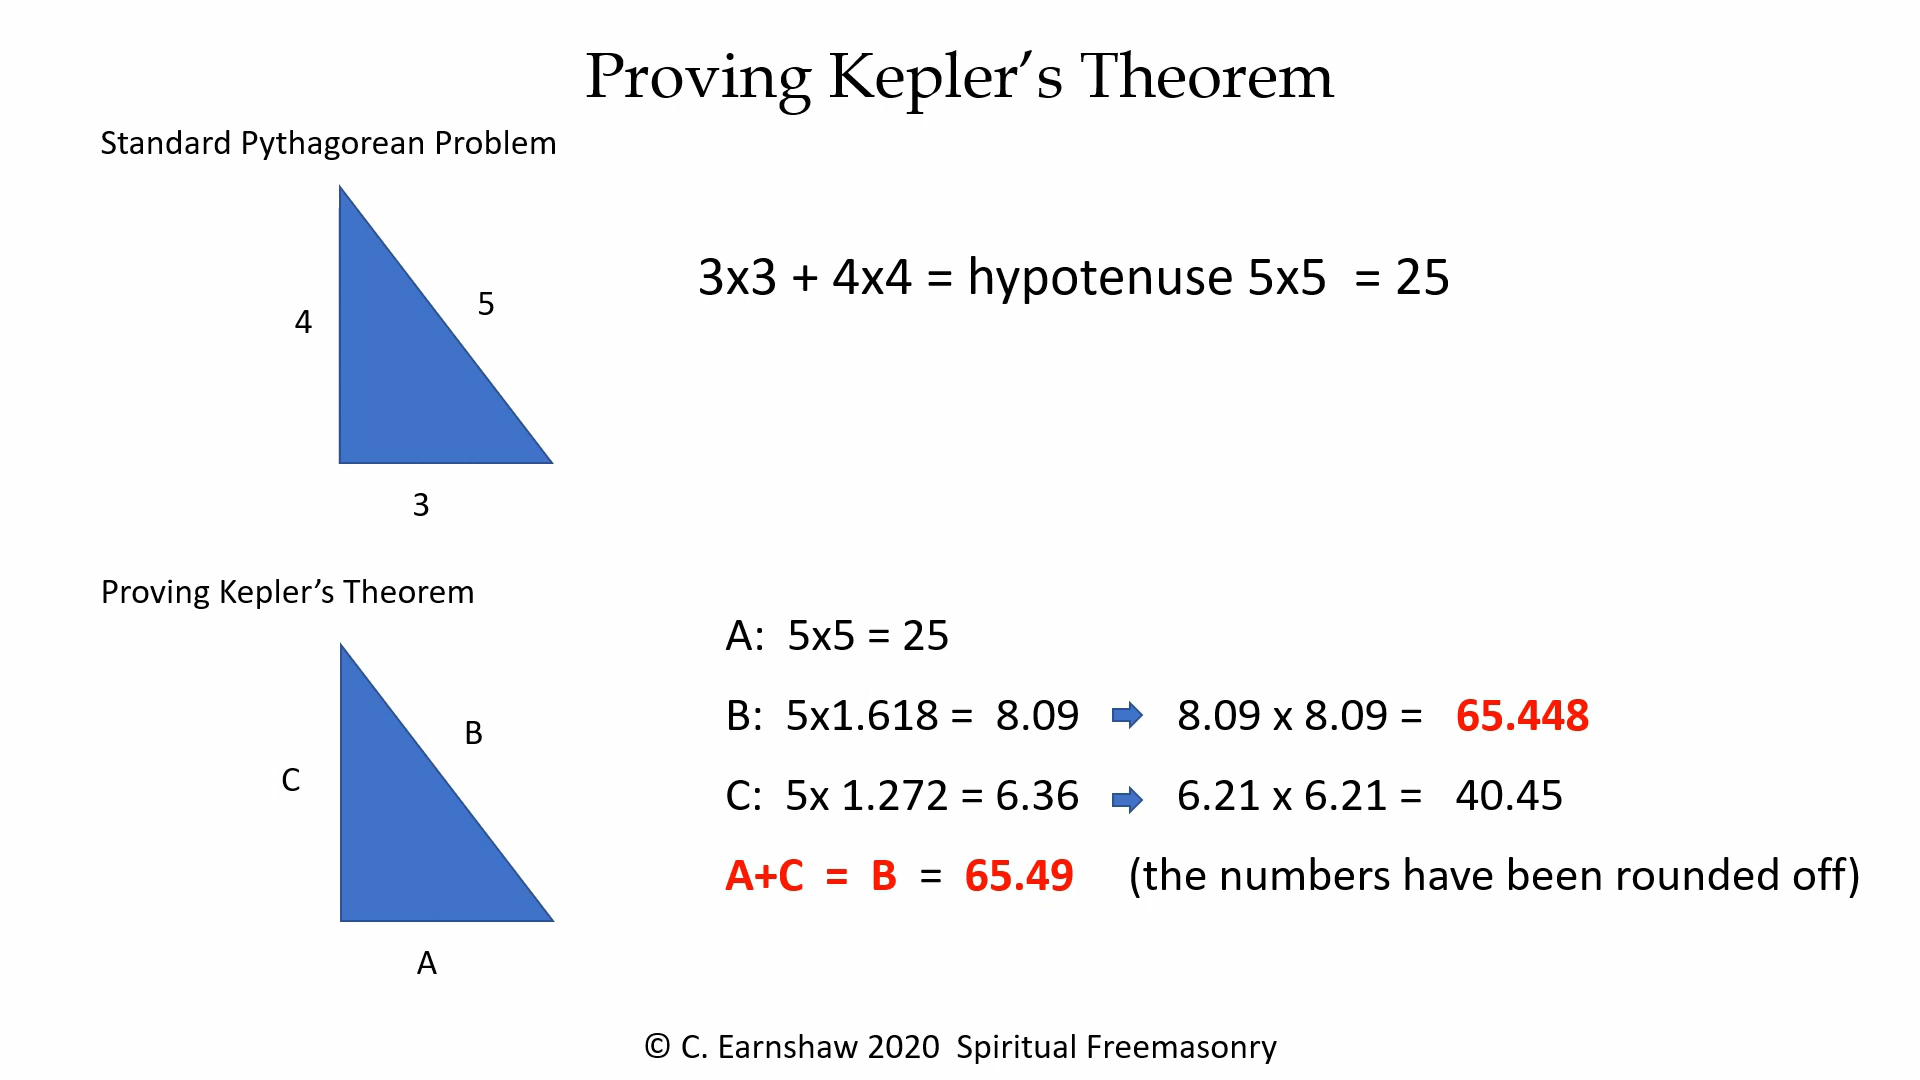 Proving Kepler’s Theorem
Standard Pythagorean Problem
4
5
3
3x3 + 4x4 = hypotenuse 5x5 = 25
Proving Kepler’s Theorem
C
B
A
A: 5x5 = 25
B: 5x1.618 = 8.09 8.09 x 8.09 = 65.448
C: 5x 1.272 = 6.36 6.21 x 6.21 = 40.45
A+C = B = 65.49 (the numbers have been rounded off)
© C. Earnshaw 2020 Spiritual Freemasonry